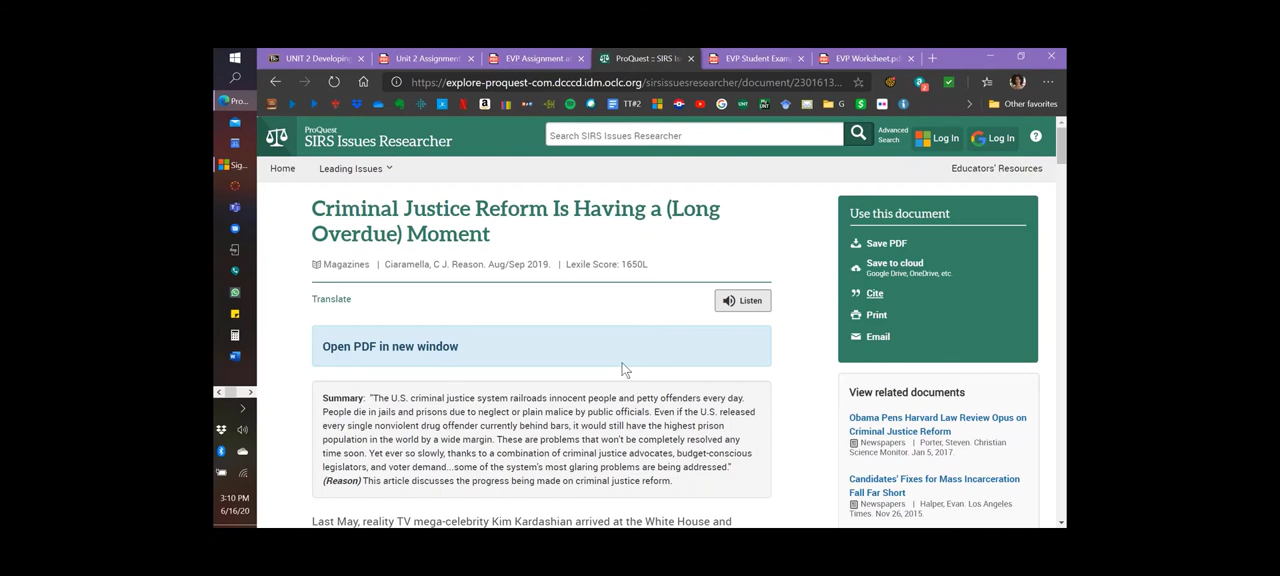 UNIT 2 Developing
Unit 2 Assignment
EVP Assignment.
ProQuest :: SIRS Is
EVP Student Exam
EVP Worksheet.pd
https://explore-proquest-com.dcccd.idm.oclc.org/sirsissuesresearcher/document/2301613...
TT#2
G
Other favorites
Pro...
Sig...
ProQuest
SIRS Issues Researcher
Search SIRS Issues Researcher
Advanced
Search
Log In
Log In
Home
Leading Issues
Educators' Resources
Criminal Justice Reform Is Having a (Long
Overdue) Moment
Magazines | Ciaramella, C J. Reason. Aug/Sep 2019. | Lexile Score: 1650L
Translate
Listen
Open PDF in new window
Summary: "The U.S. criminal justice system railroads innocent people and petty offenders every day.
People die in jails and prisons due to neglect or plain malice by public officials. Even if the U.S. released
every single nonviolent drug offender currently behind bars, it would still have the highest prison
population in the world by a wide margin. These are problems that won't be completely resolved any
time soon. Yet ever so slowly, thanks to a combination of criminal justice advocates, budget-conscious
legislators, and voter demand...some of the system's most glaring problems are being addressed."
(Reason) This article discusses the progress being made on criminal justice reform.
Last May, reality TV mega-celebrity Kim Kardashian arrived at the White House and
Use this document
Save PDF
Save to cloud
Google Drive, OneDrive, etc.
Cite
Print
Email
View related documents
Obama Pens Harvard Law Review Opus on
Criminal Justice Reform
Newspapers | Porter, Steven. Christian
Science Monitor. Jan 5, 2017.
Candidates' Fixes for Mass Incarceration
Fall Far Short
Newspapers | Halper, Evan. Los Angeles
Times. Nov 26, 2015.
3:10 PM
6/16/20